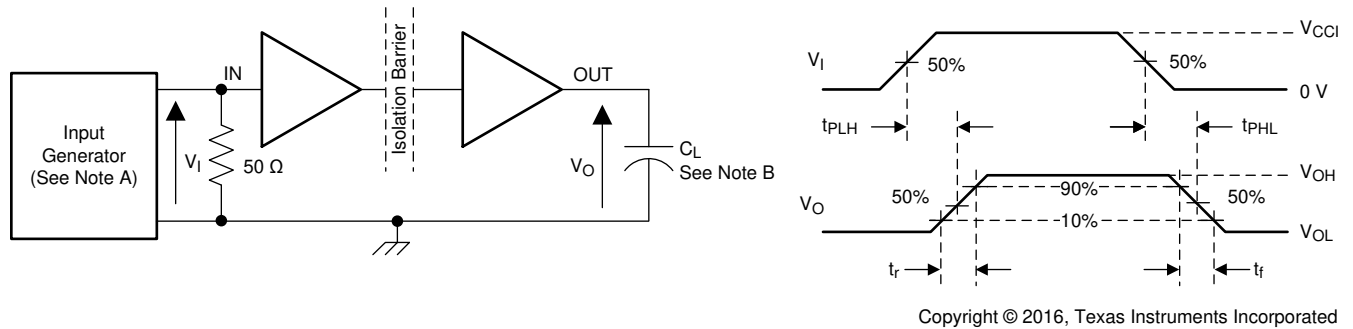 Input
Generator
(See Note A)
IN
V_I
50 Ω
Isolation Barrier
OUT
V_O
C_L
See Note B
V_I
50%
50%
V_CCI
0 V
t_PLH
t_PHL
V_O
50%
90%
10%
50%
V_OH
V_OL
t_r
t_f
Copyright © 2016, Texas Instruments Incorporated